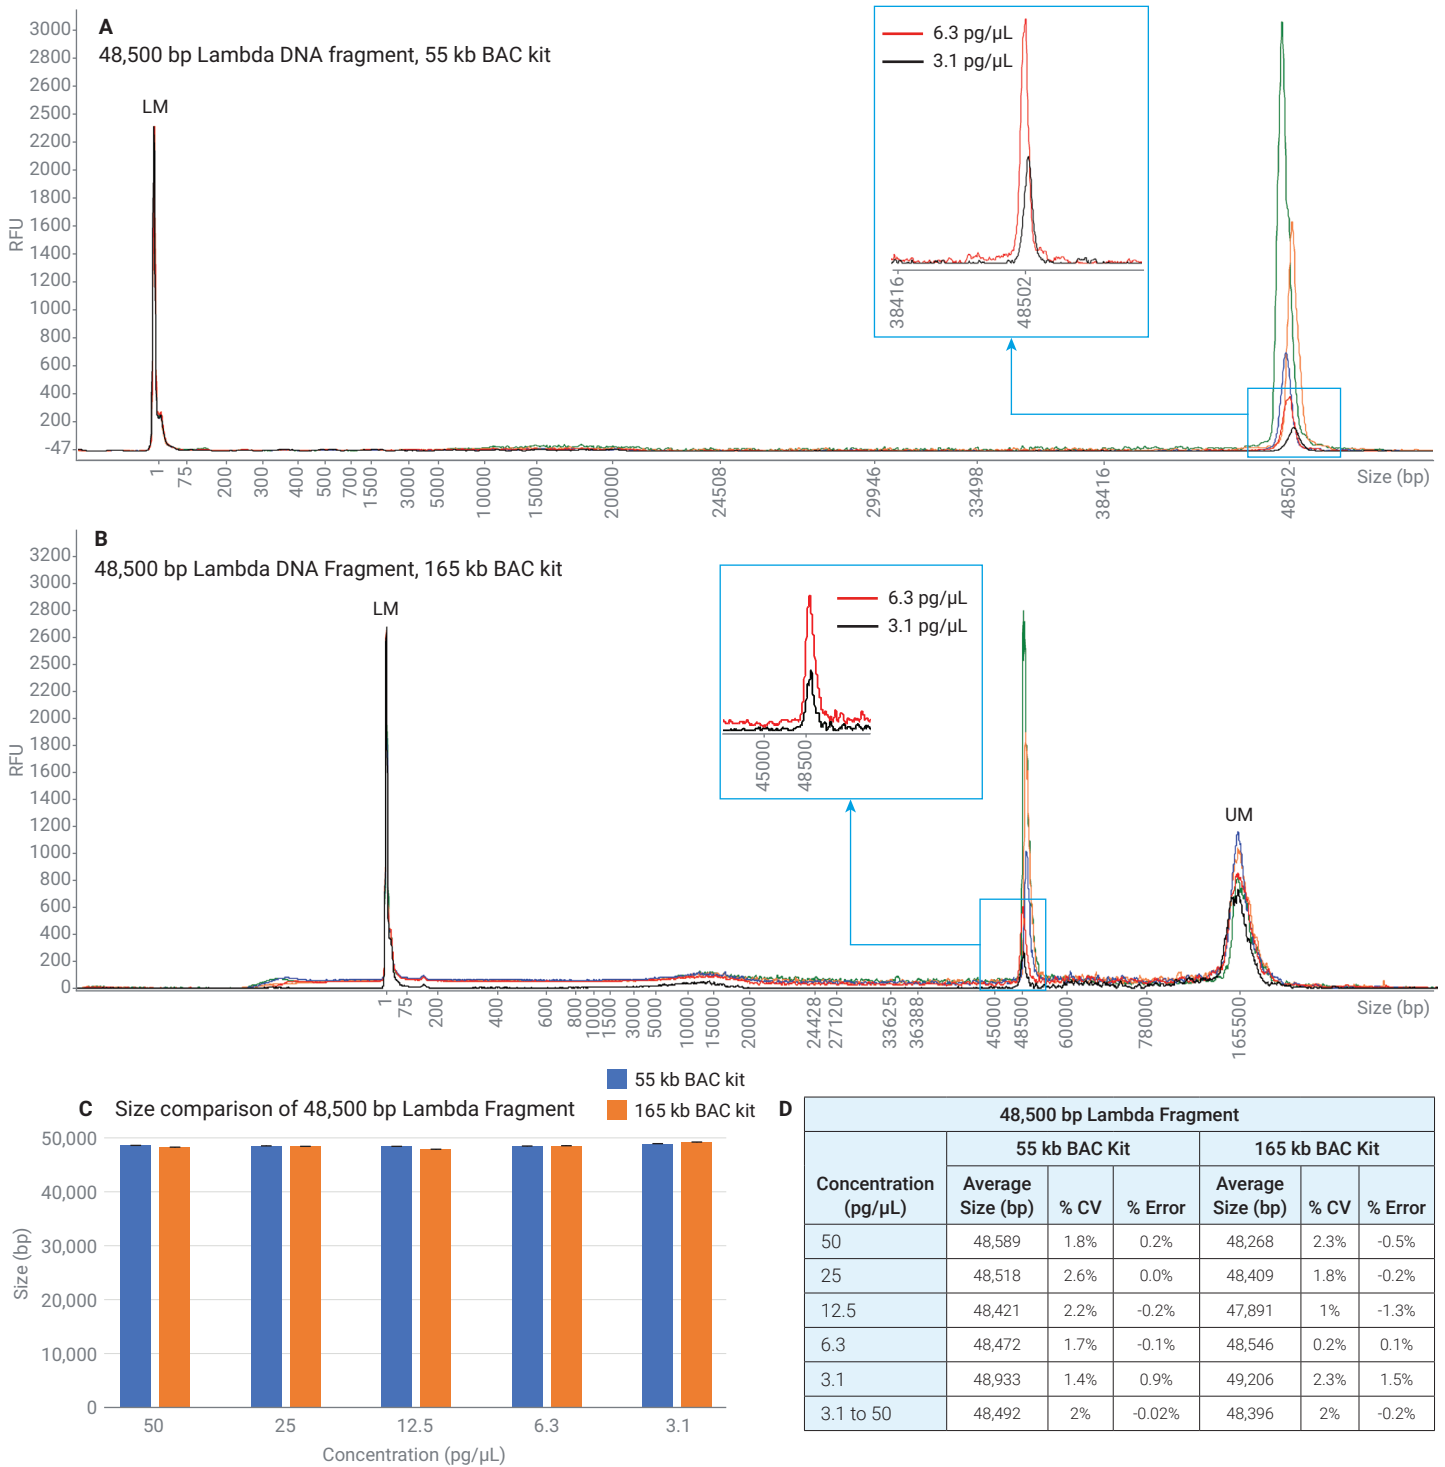 A
48,500 bp Lambda DNA fragment, 55 kb BAC kit
3000
2800
2600
2500
2400
2200
2000
1800
1600
1400
1200
1000
800
600
400
200
-47
RFU
LM
6.3 pg/µL
3.1 pg/µL
38416
48502
1
75
200
300
400
500
700
1500
3000
5000
10000
15000
20000
24508
29946
33496
38416
48502
Size (bp)
B
48,500 bp Lambda DNA Fragment, 165 kb BAC kit
3200
3000
2800
2600
2500
2200
2000
1800
1600
1400
1200
1000
800
600
400
200
0
RFU
LM
6.3 pg/µL
3.1 pg/µL
45000
48500
UM
1
75
200
400
600
800
1000
1500
3000
5000
10000
15000
20000
24428
27120
33625
36388
45000
48500
60000
78000
165500
Size (bp)
C Size comparison of 48,500 bp Lambda Fragment
55 kb BAC kit
165 kb BAC kit
50,000
40,000
30,000
20,000
10,000
0
Size (bp)
50 25 12.5 6.3 3.1
Concentration (pg/µL)
D
48,500 bp Lambda Fragment
55 kb BAC Kit 165 kb BAC Kit
Concentration (pg/µL) Average Size (bp) % CV % Error Average Size (bp) % CV % Error
50 48,589 1.8% 0.2% 48,268 2.3% -0.5%
25 48,518 2.6% 0.0% 48,409 1.8% -0.2%
12.5 48,421 2.2% -0.2% 47,891 1% -1.3%
6.3 48,472 1.7% -0.1% 48,546 0.2% 0.1%
3.1 48,933 1.4% 0.9% 49,206 2.3% 1.5%
3.1 to 50 48,492 2% -0.02% 48,396 2% -0.2%